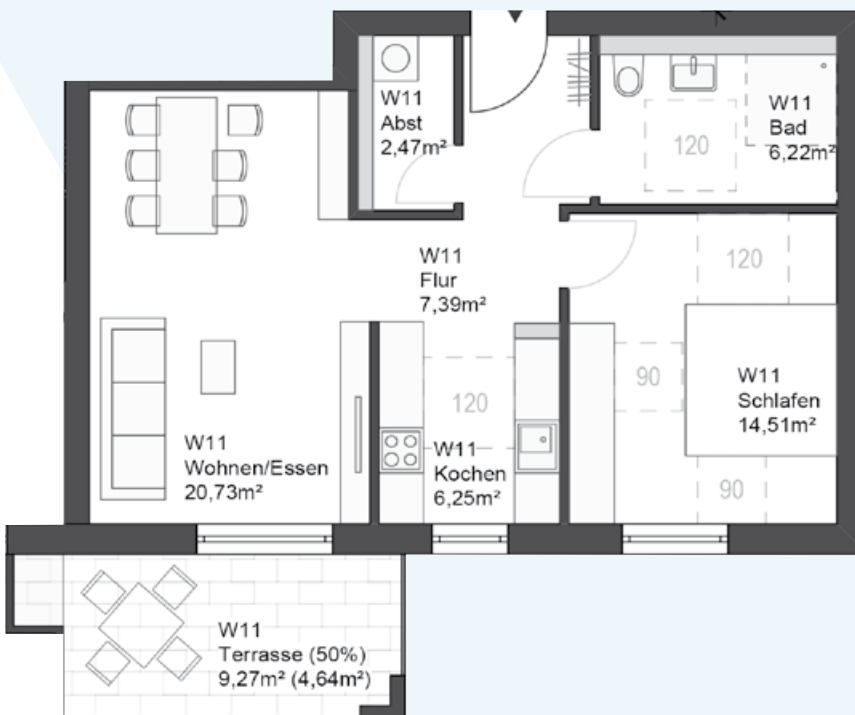 W11
Abst
2,47m²
W11
Bad
6,22m²
120
W11
Flur
7,39m²
120
90
W11
Schlafen
14,51m²
90
120
W11
Kochen
6,25m²
W11
Wohnen/Essen
20,73m²
W11
Terrasse (50%)
9,27m² (4,64m²)